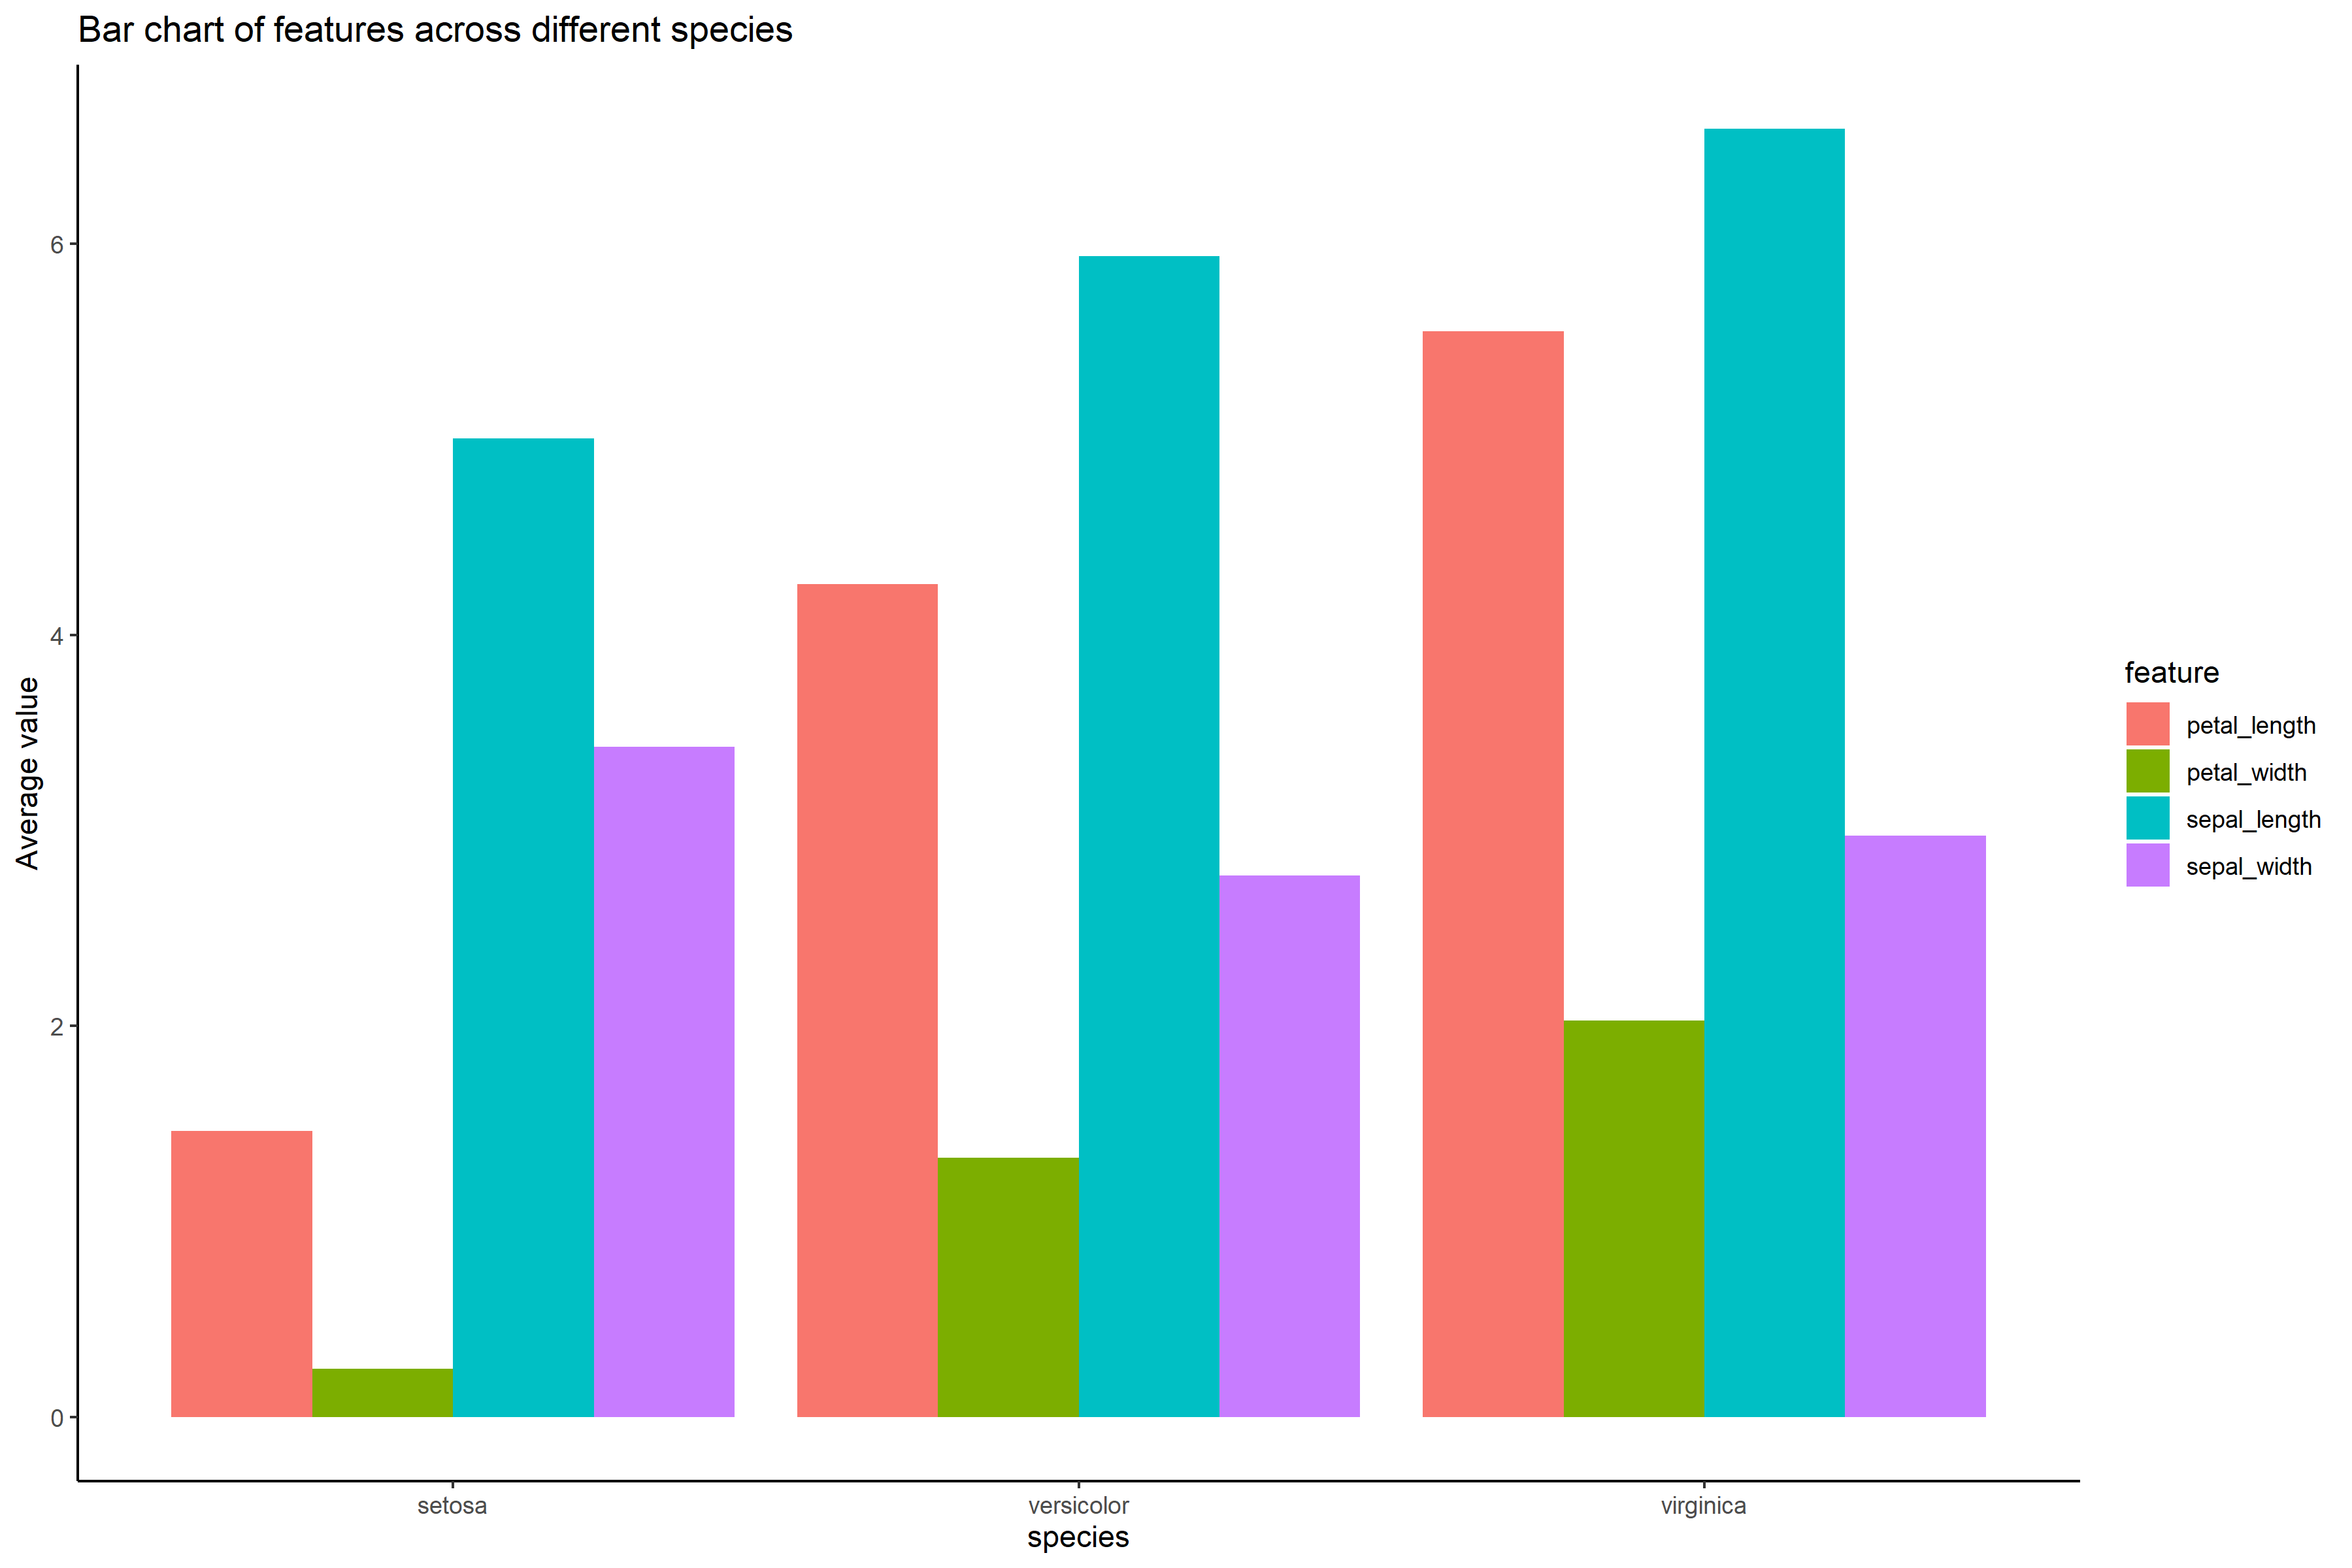 Bar chart of features across different species
Average value
6
4
2
0
setosa
versicolor
virginica
species
feature
petal_length
petal_width
sepal_length
sepal_width